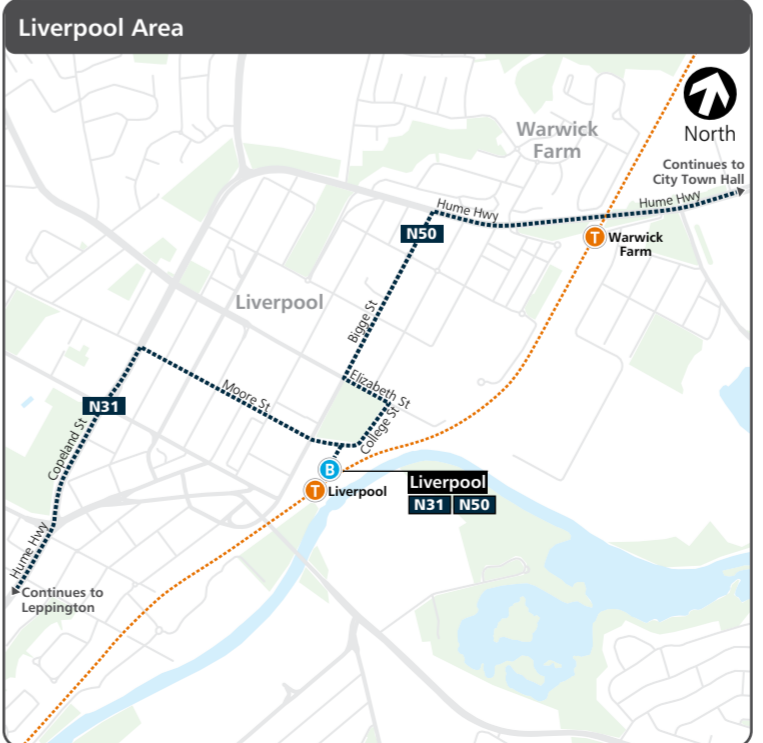 Liverpool Area
North
Warwick
Farm
Continues to
City Town Hall
Hume Hwy
Hume Hwy
N50
T
Warwick
Farm
Liverpool
Bigge St
Elizabeth St
Moore St
College St
N31
Copeland St
B
Liverpool
N31 N50
T Liverpool
Hume Hwy
Continues to
Leppington